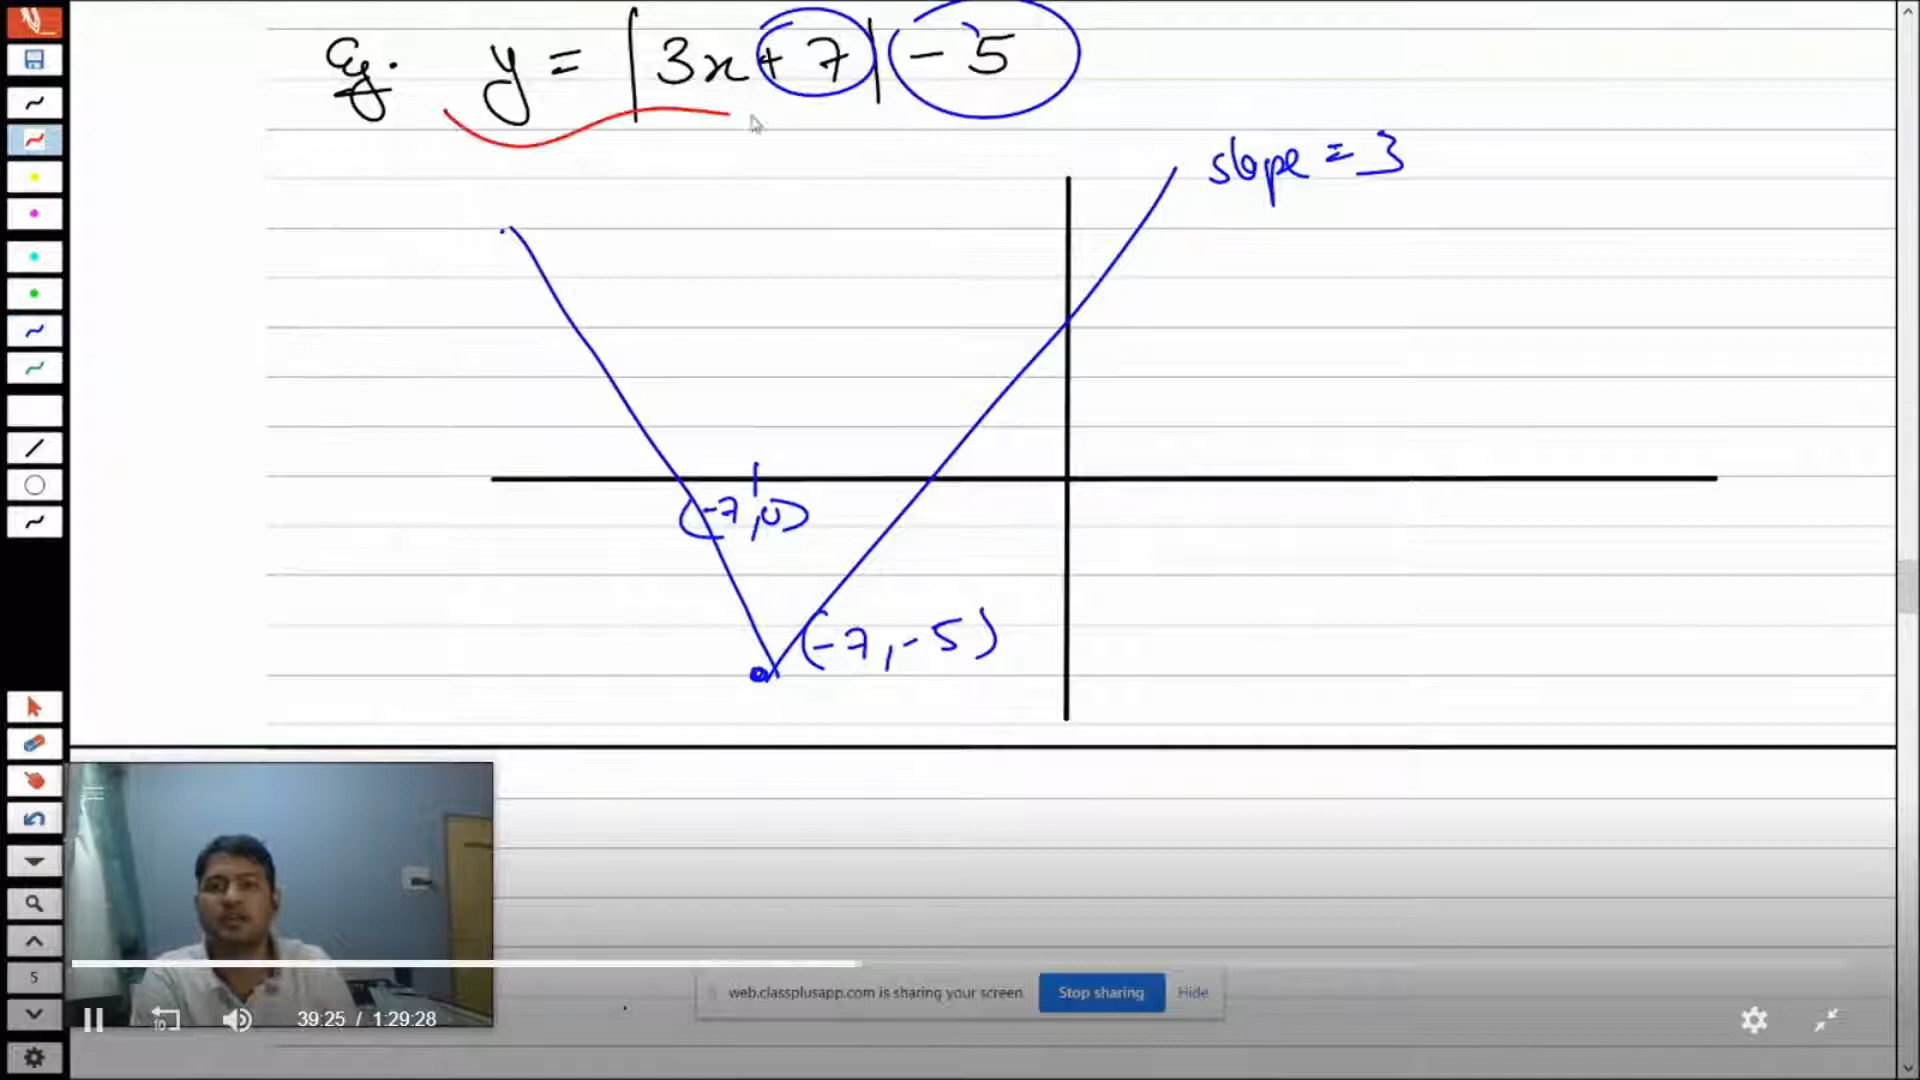 Eg. y = |3x+7| - 5
slope = 3
(-7,0)
(-7,-5)
5
web.classplusapp.com is sharing your screen Stop sharing Hide
10
39:25 / 1:29:28